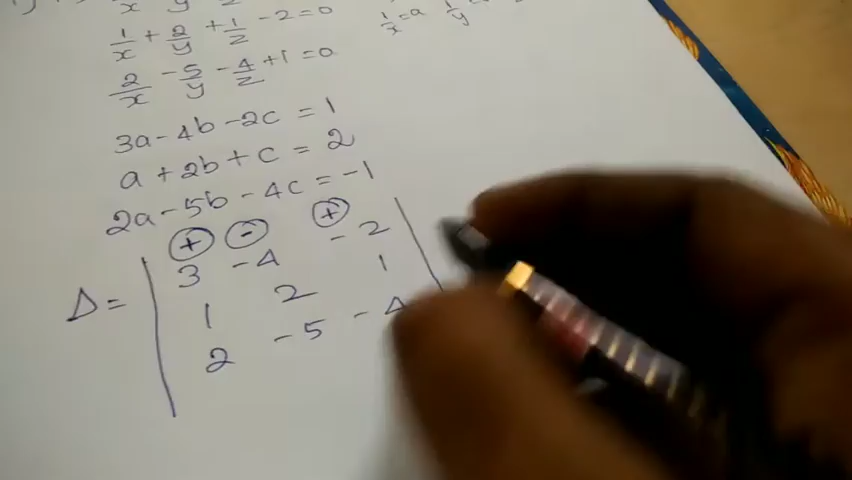 1/x + 2/y + 1/z - 2 = 0
1/x = a 1/y
2/x - 5/y - 4/z + 1 = 0
3a - 4b - 2c = 1
a + 2b + c = 2
2a - 5b - 4c = -1
+ - +
3 -4 -2
Δ = 1 2 1
2 -5 -4